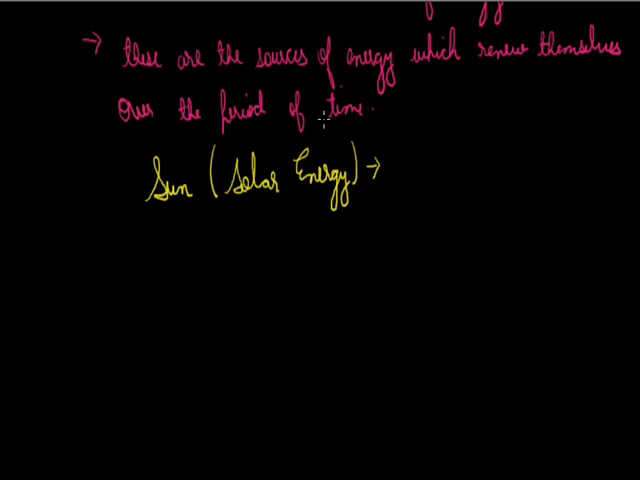 → these are the sources of energy which renew themselves
Over the period of time.
Sun (Solar Energy) →